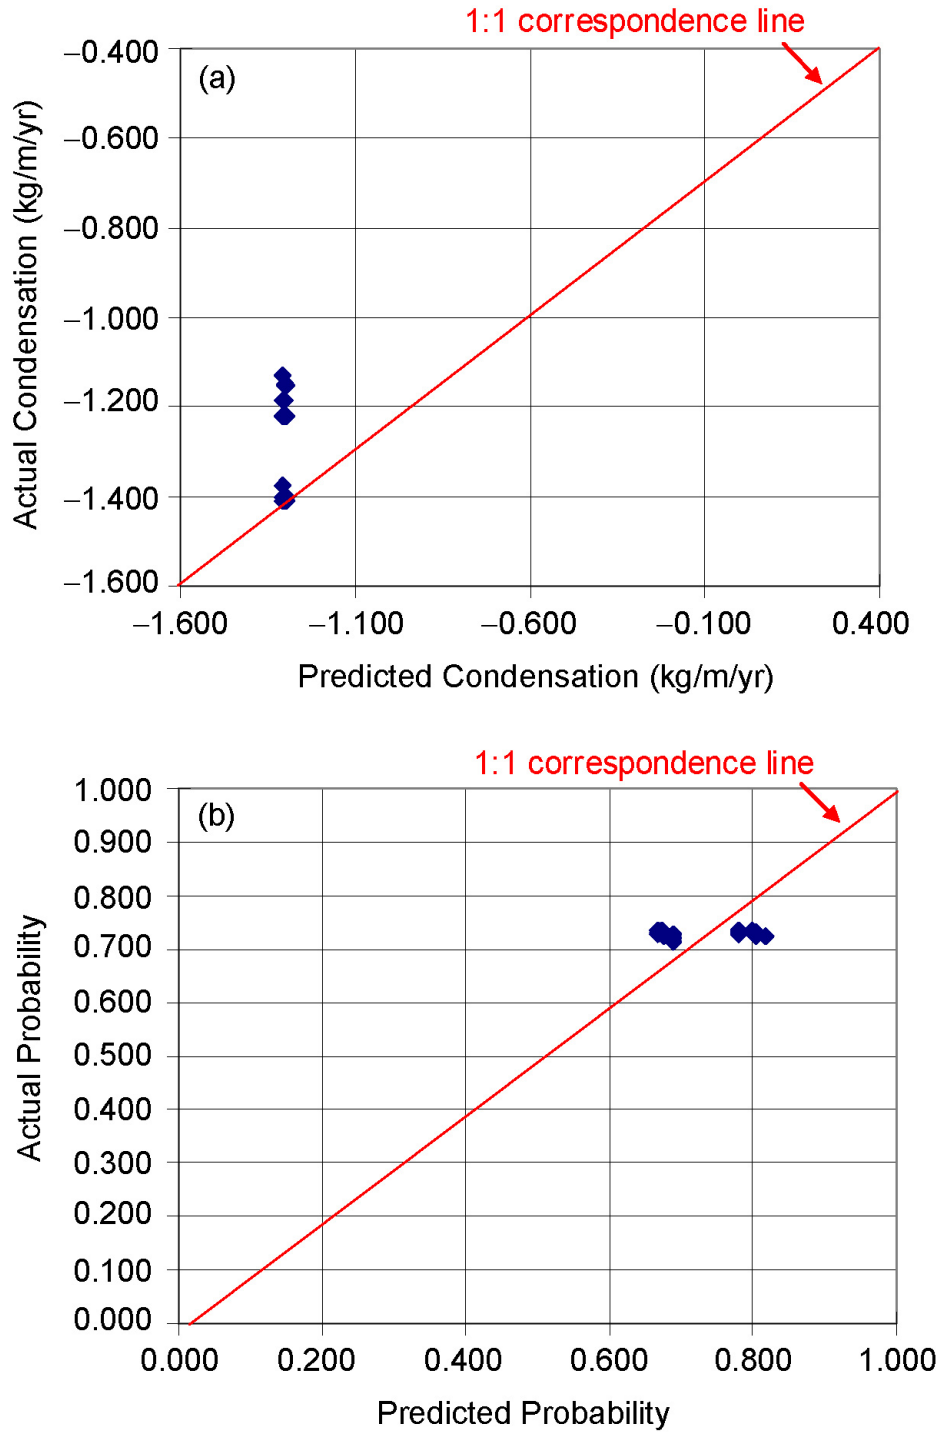 1:1 correspondence line
(a)
Actual Condensation (kg/m/yr)
−0.400
−0.600
−0.800
−1.000
−1.200
−1.400
−1.600
−1.600 −1.100 −0.600 −0.100 0.400
Predicted Condensation (kg/m/yr)
1:1 correspondence line
(b)
Actual Probability
1.000
0.900
0.800
0.700
0.600
0.500
0.400
0.300
0.200
0.100
0.000
0.000 0.200 0.400 0.600 0.800 1.000
Predicted Probability